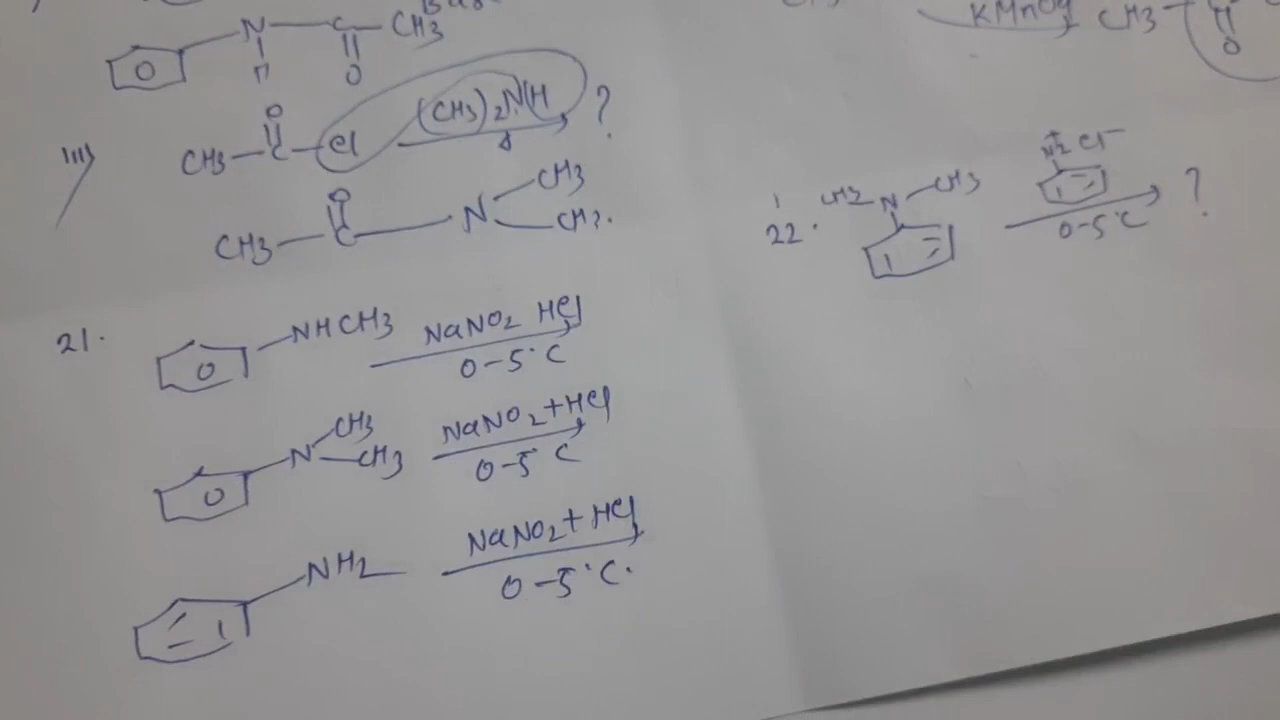 N — C — CH3
H O
KMnO4 CH3
O
O
iii) CH3 — C — Cl (CH3)2NH ?
O
CH3 — C — N CH3
CH3.
22. CH3 N CH3 N2+ Cl− ?
0-5°C
21. NHCH3 NaNO2 HCl
0-5°C
N CH3 CH3 NaNO2+HCl
0-5°C
NH2 NaNO2+HCl
0-5°C.